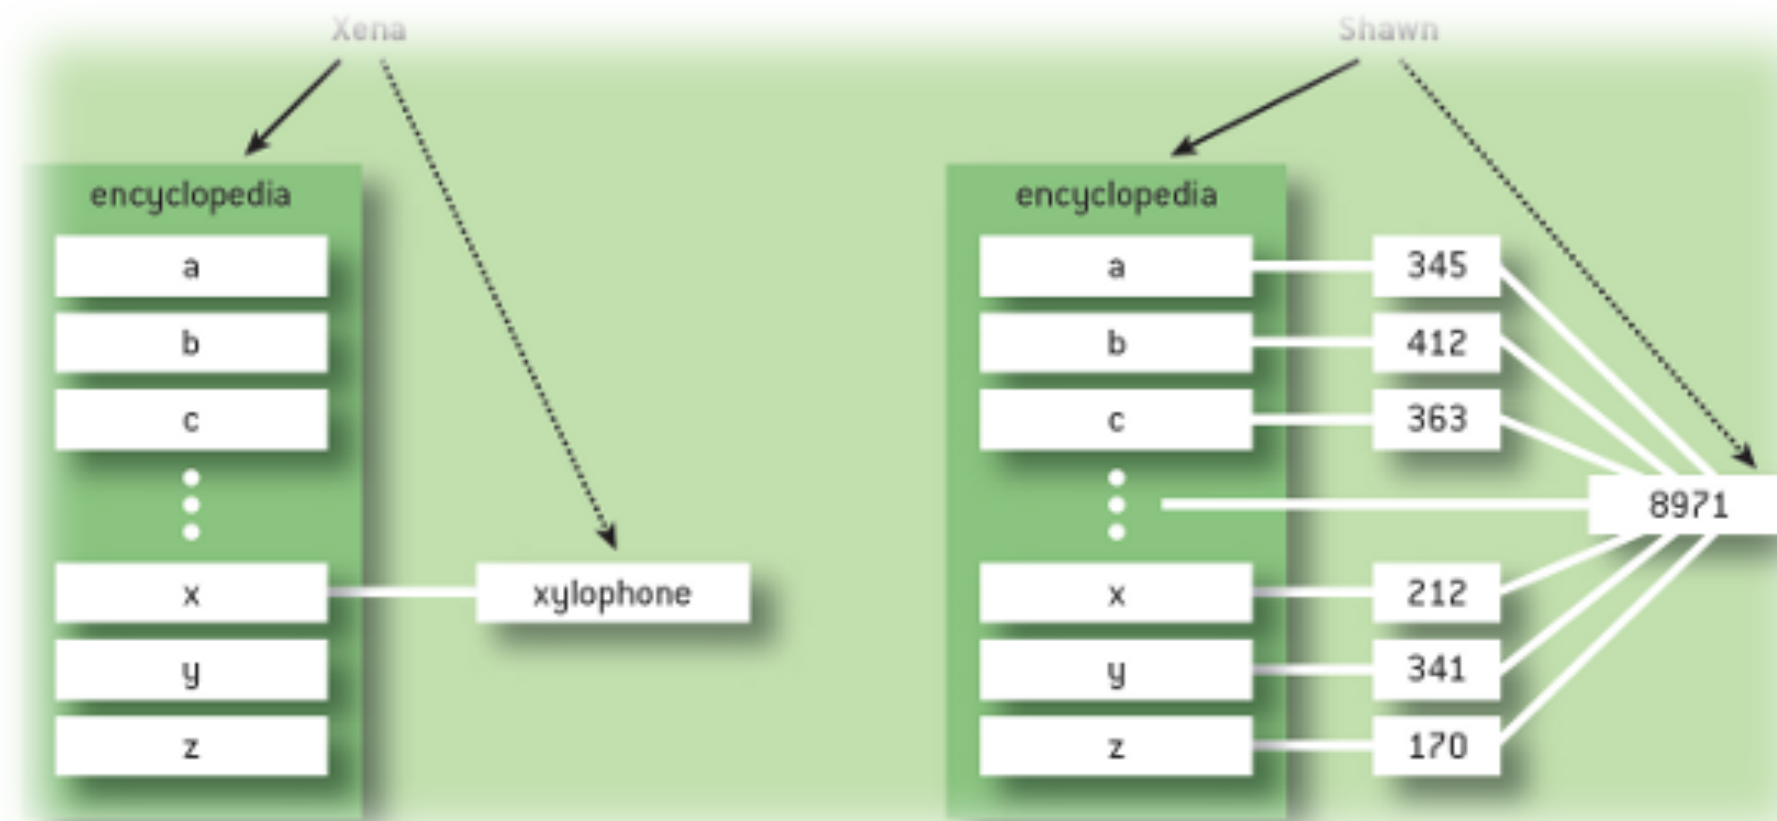 Xena
encyclopedia
a
b
c
x
xylophone
y
z
Shawn
encyclopedia
a
345
b
412
c
363
8971
x
212
y
341
z
170